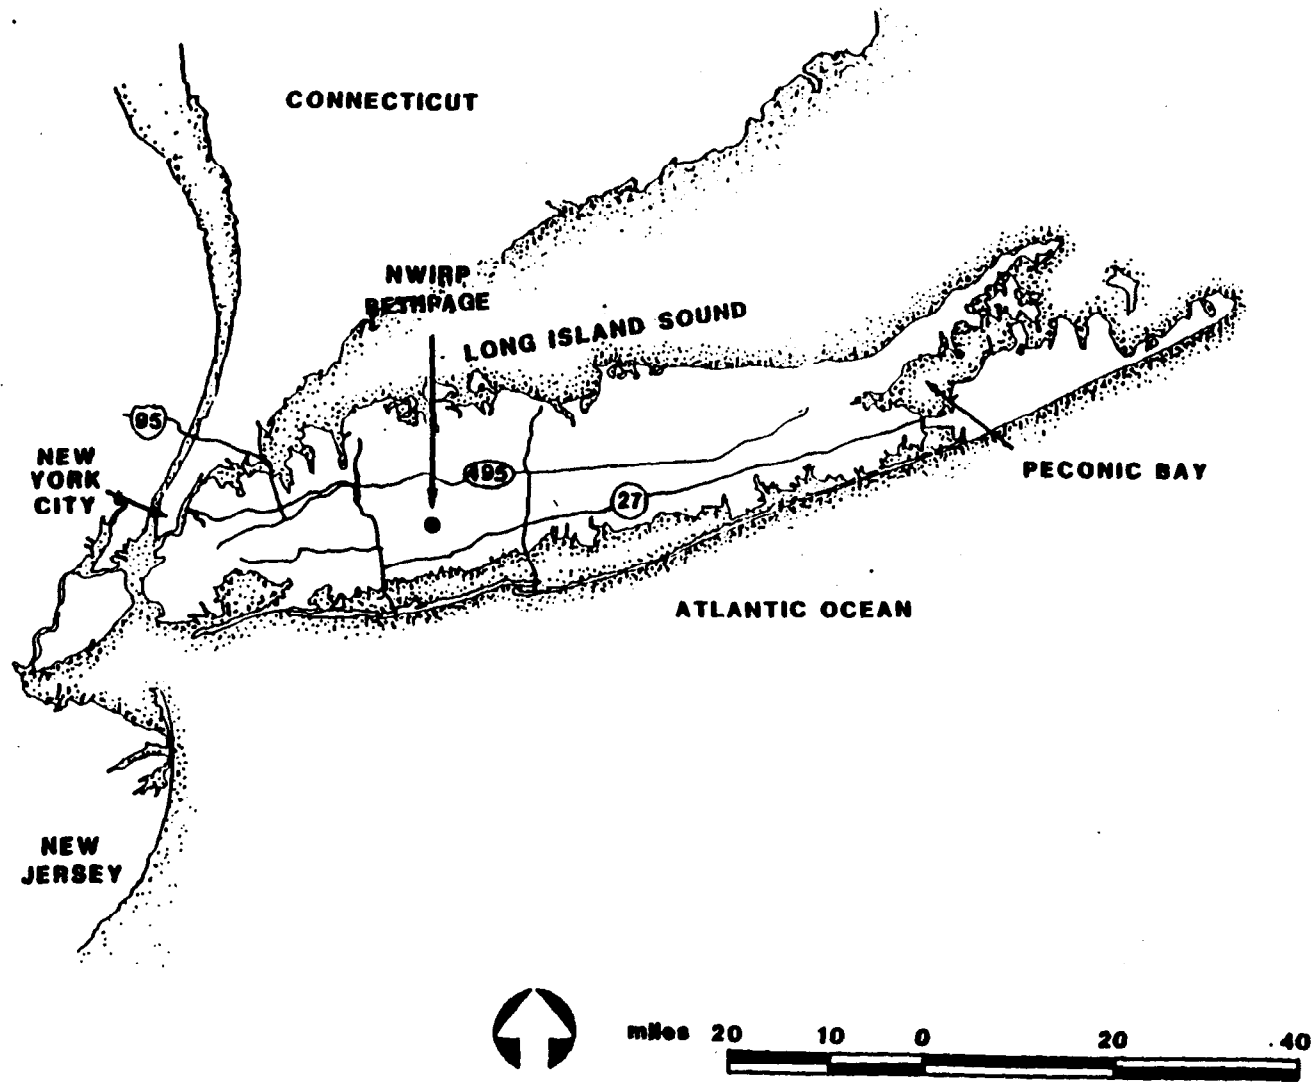 CONNECTICUT
NWIRP
BETHPAGE
LONG ISLAND SOUND
95
NEW
YORK
CITY
495
27
PECONIC BAY
ATLANTIC OCEAN
NEW
JERSEY
miles 20 10 0 20 40